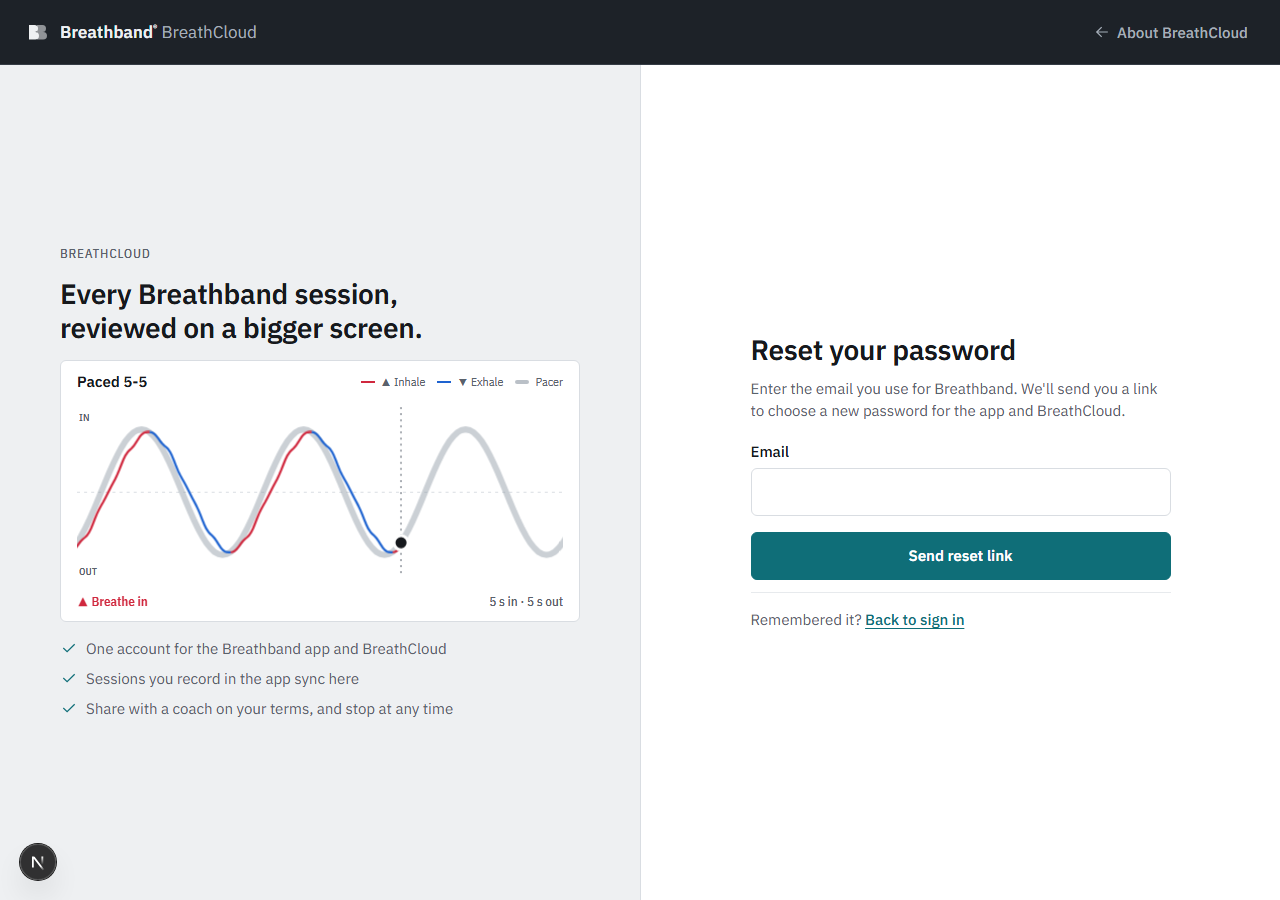 Breathband® BreathCloud
← About BreathCloud
BREATHCLOUD
Every Breathband session,
reviewed on a bigger screen.
Paced 5-5
▲ Inhale
▼ Exhale
Pacer
IN
OUT
▲ Breathe in
5 s in · 5 s out
One account for the Breathband app and BreathCloud
Sessions you record in the app sync here
Share with a coach on your terms, and stop at any time
N
Reset your password
Enter the email you use for Breathband. We'll send you a link
to choose a new password for the app and BreathCloud.
Email
Send reset link
Remembered it? Back to sign in